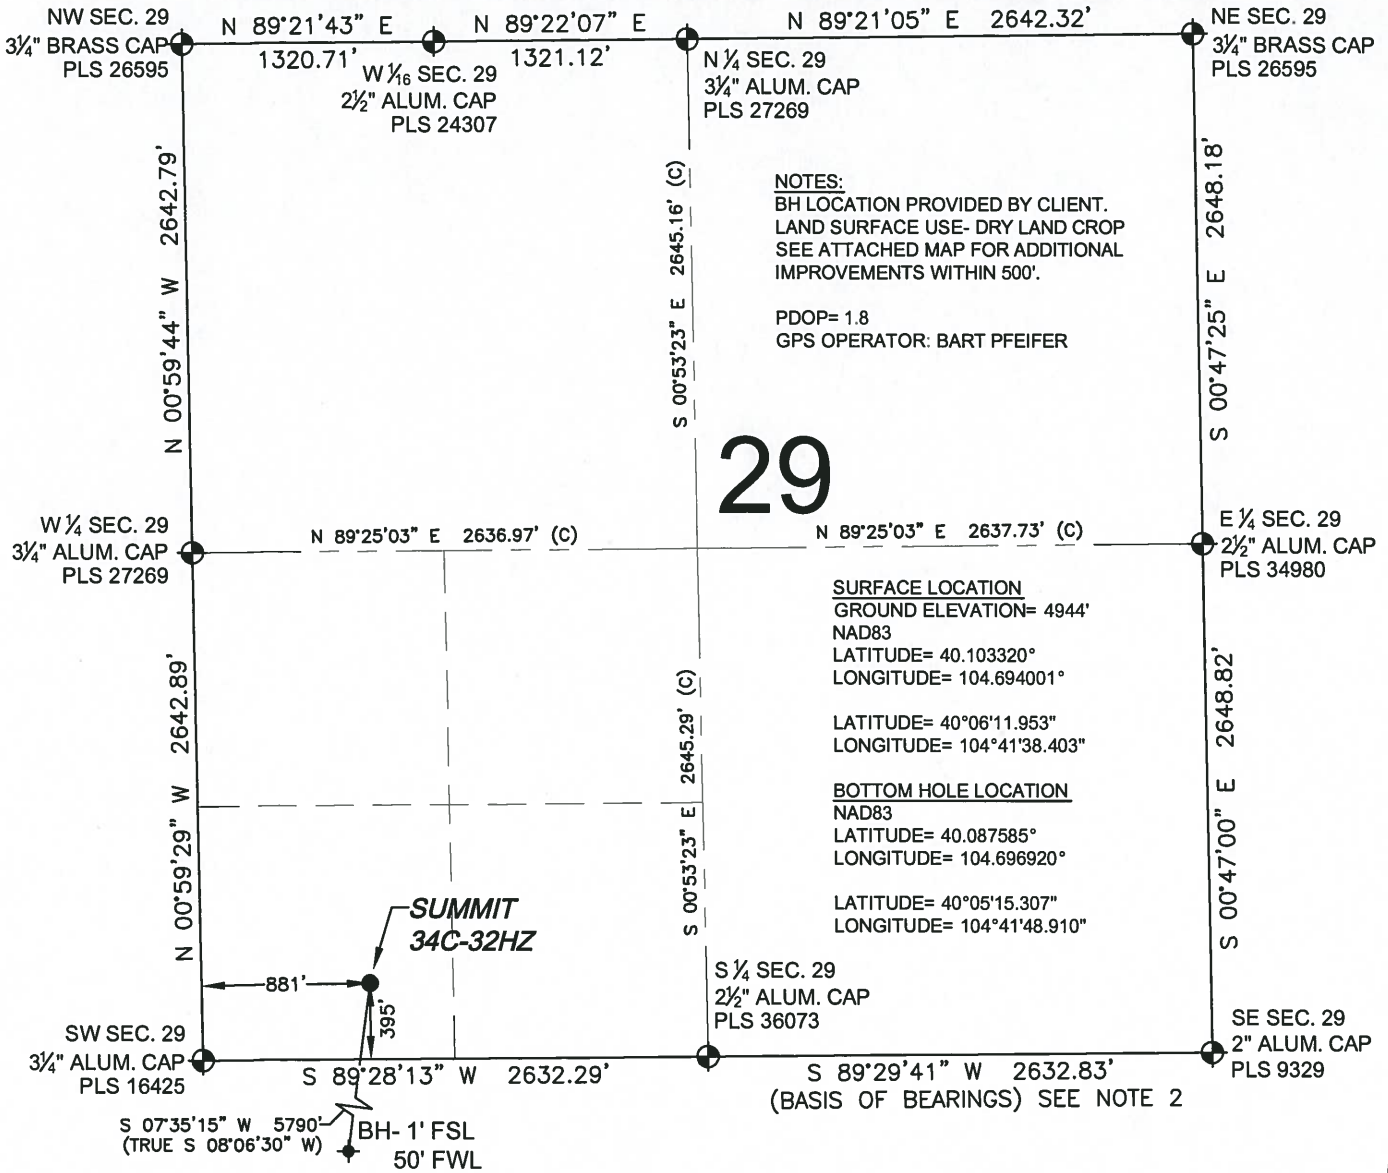 NW SEC. 29
3¼" BRASS CAP
PLS 26595
N 89°21'43" E
1320.71'
W 1/16 SEC. 29
2½" ALUM. CAP
PLS 24307
N 89°22'07" E
1321.12'
N ¼ SEC. 29
3¼" ALUM. CAP
PLS 27269
N 89°21'05" E 2642.32'
NE SEC. 29
3¼" BRASS CAP
PLS 26595
N 00°59'44" W 2642.79'
S 00°53'23" E 2645.16' (C)
NOTES:
BH LOCATION PROVIDED BY CLIENT.
LAND SURFACE USE- DRY LAND CROP
SEE ATTACHED MAP FOR ADDITIONAL
IMPROVEMENTS WITHIN 500'.
PDOP= 1.8
GPS OPERATOR: BART PFEIFER
S 00°47'25" E 2648.18'
29
W ¼ SEC. 29
3¼" ALUM. CAP
PLS 27269
N 89°25'03" E 2636.97' (C)
N 89°25'03" E 2637.73' (C)
E ¼ SEC. 29
2½" ALUM. CAP
PLS 34980
SURFACE LOCATION
GROUND ELEVATION= 4944'
NAD83
LATITUDE= 40.103320°
LONGITUDE= 104.694001°
LATITUDE= 40°06'11.953"
LONGITUDE= 104°41'38.403"
BOTTOM HOLE LOCATION
NAD83
LATITUDE= 40.087585°
LONGITUDE= 104.696920°
LATITUDE= 40°05'15.307"
LONGITUDE= 104°41'48.910"
N 00°59'29" W 2642.89'
S 00°53'23" E 2645.29' (C)
S 00°47'00" E 2648.82'
SUMMIT
34C-32HZ
881'
395'
SW SEC. 29
3¼" ALUM. CAP
PLS 16425
S 89°28'13" W 2632.29'
S ¼ SEC. 29
2½" ALUM. CAP
PLS 36073
S 89°29'41" W 2632.83'
(BASIS OF BEARINGS) SEE NOTE 2
SE SEC. 29
2" ALUM. CAP
PLS 9329
S 07°35'15" W 5790'
(TRUE S 08°06'30" W)
BH- 1' FSL
50' FWL